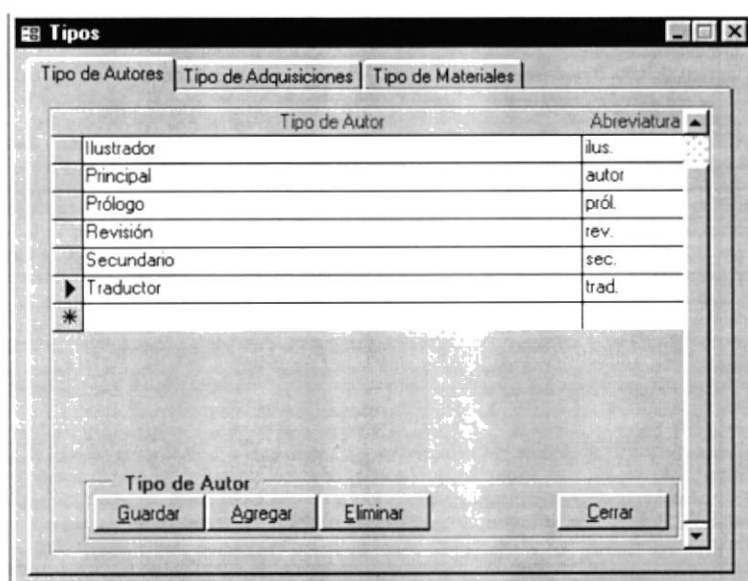 Tipos
Tipo de Autores Tipo de Adquisiciones Tipo de Materiales
Tipo de Autor Abreviatura
Ilustrador ilus.
Principal autor
Prólogo pról.
Revisión rev.
Secundario sec.
Traductor trad.
Tipo de Autor
Guardar Agregar Eliminar Cerrar